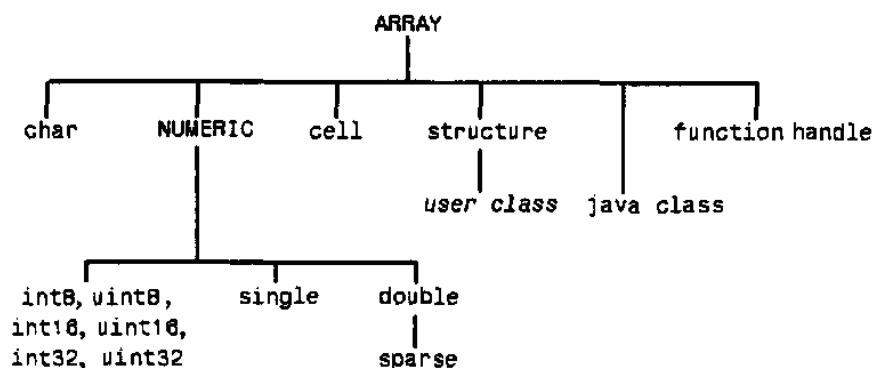 ARRAY
char NUMERIC cell structure function handle
user class java class
int8, uint8, single double
int16, uint16,
int32, uint32 sparse